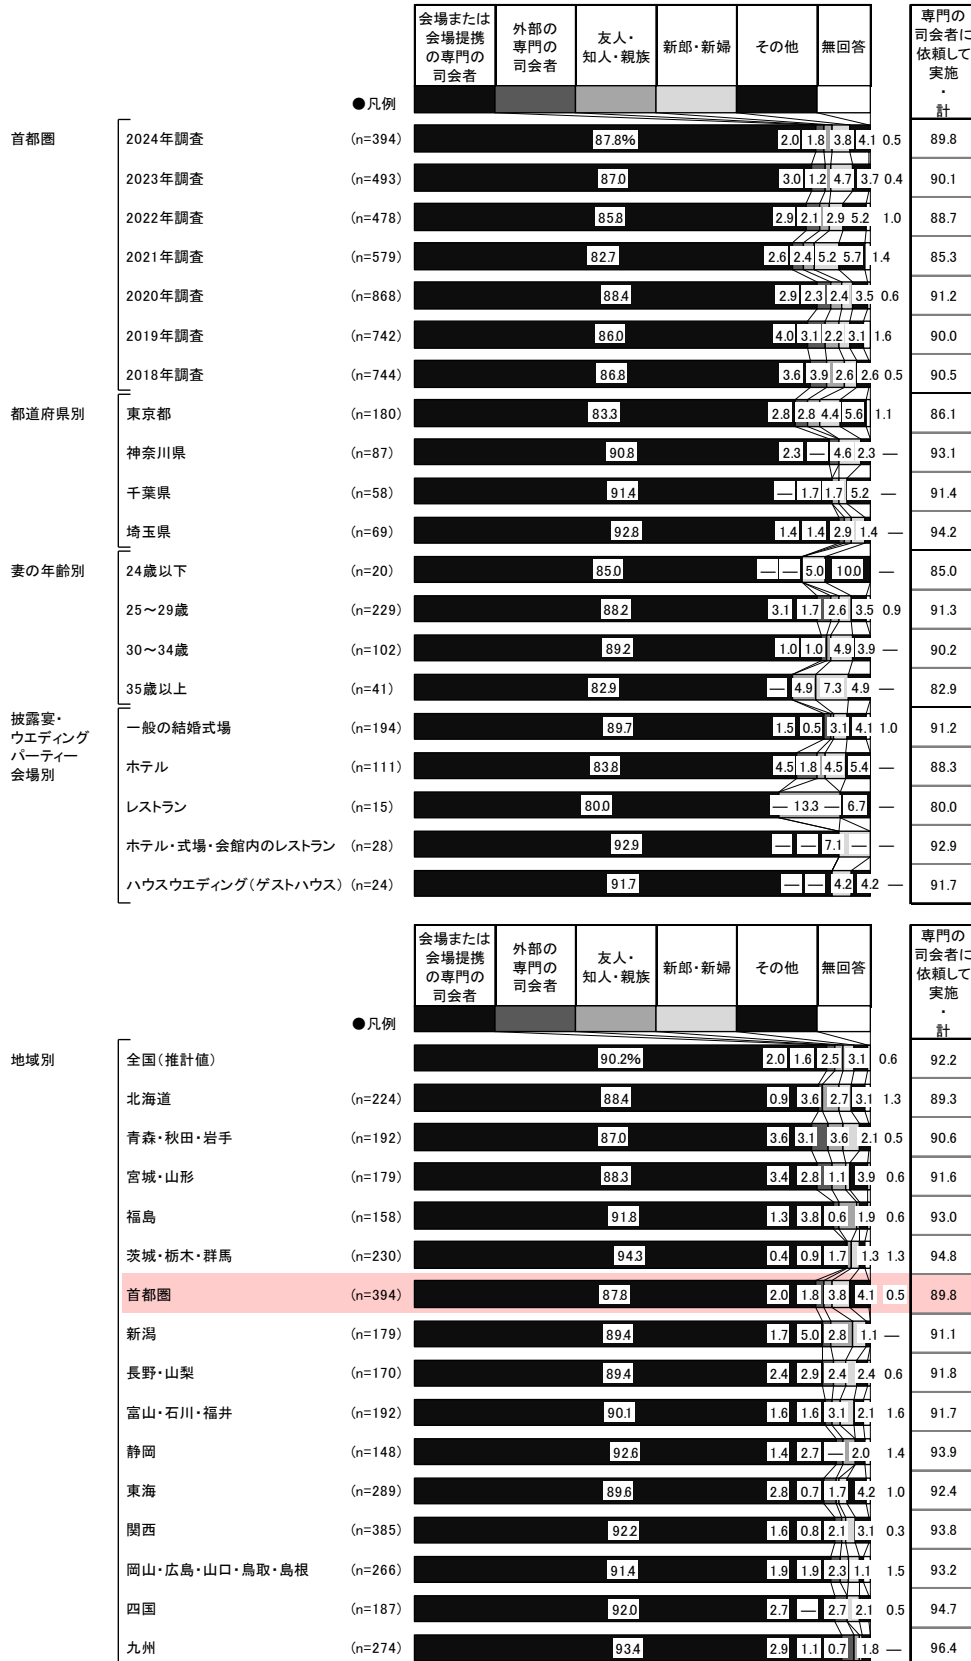 会場または
会場提携
の専門の
司会者
外部の
専門の
司会者
友人・
知人・親族
新郎・新婦
その他
無回答
専門の
司会者に
依頼して
実施
・
計
●凡例
首都圏
2024年調査 (n=394) 87.8% 2.0 1.8 3.8 4.1 0.5 89.8
2023年調査 (n=493) 87.0 3.0 1.2 4.7 3.7 0.4 90.1
2022年調査 (n=478) 85.8 2.9 2.1 2.9 5.2 1.0 88.7
2021年調査 (n=579) 82.7 2.6 2.4 5.2 5.7 1.4 85.3
2020年調査 (n=868) 88.4 2.9 2.3 2.4 3.5 0.6 91.2
2019年調査 (n=742) 86.0 4.0 3.1 2.2 3.1 1.6 90.0
2018年調査 (n=744) 86.8 3.6 3.9 2.6 2.6 0.5 90.5
都道府県別
東京都 (n=180) 83.3 2.8 2.8 4.4 5.6 1.1 86.1
神奈川県 (n=87) 90.8 2.3 — 4.6 2.3 — 93.1
千葉県 (n=58) 91.4 — 1.7 1.7 5.2 — 91.4
埼玉県 (n=69) 92.8 1.4 1.4 2.9 1.4 — 94.2
妻の年齢別
24歳以下 (n=20) 85.0 — — 5.0 10.0 — 85.0
25～29歳 (n=229) 88.2 3.1 1.7 2.6 3.5 0.9 91.3
30～34歳 (n=102) 89.2 1.0 1.0 4.9 3.9 — 90.2
35歳以上 (n=41) 82.9 — 4.9 7.3 4.9 — 82.9
披露宴・
ウエディング
パーティー
会場別
一般の結婚式場 (n=194) 89.7 1.5 0.5 3.1 4.1 1.0 91.2
ホテル (n=111) 83.8 4.5 1.8 4.5 5.4 — 88.3
レストラン (n=15) 80.0 — 13.3 — 6.7 — 80.0
ホテル・式場・会館内のレストラン (n=28) 92.9 — — 7.1 — — 92.9
ハウスウエディング（ゲストハウス） (n=24) 91.7 — — 4.2 4.2 — 91.7
会場または
会場提携
の専門の
司会者
外部の
専門の
司会者
友人・
知人・親族
新郎・新婦
その他
無回答
専門の
司会者に
依頼して
実施
・
計
●凡例
地域別
全国（推計値） 90.2% 2.0 1.6 2.5 3.1 0.6 92.2
北海道 (n=224) 88.4 0.9 3.6 2.7 3.1 1.3 89.3
青森・秋田・岩手 (n=192) 87.0 3.6 3.1 3.6 2.1 0.5 90.6
宮城・山形 (n=179) 88.3 3.4 2.8 1.1 3.9 0.6 91.6
福島 (n=158) 91.8 1.3 3.8 0.6 1.9 0.6 93.0
茨城・栃木・群馬 (n=230) 94.3 0.4 0.9 1.7 1.3 1.3 94.8
首都圏 (n=394) 87.8 2.0 1.8 3.8 4.1 0.5 89.8
新潟 (n=179) 89.4 1.7 5.0 2.8 1.1 — 91.1
長野・山梨 (n=170) 89.4 2.4 2.9 2.4 2.4 0.6 91.8
富山・石川・福井 (n=192) 90.1 1.6 1.6 3.1 2.1 1.6 91.7
静岡 (n=148) 92.6 1.4 2.7 — 2.0 1.4 93.9
東海 (n=289) 89.6 2.8 0.7 1.7 4.2 1.0 92.4
関西 (n=385) 92.2 1.6 0.8 2.1 3.1 0.3 93.8
岡山・広島・山口・鳥取・島根 (n=266) 91.4 1.9 1.9 2.3 1.1 1.5 93.2
四国 (n=187) 92.0 2.7 — 2.7 2.1 0.5 94.7
九州 (n=274) 93.4 2.9 1.1 0.7 1.8 — 96.4